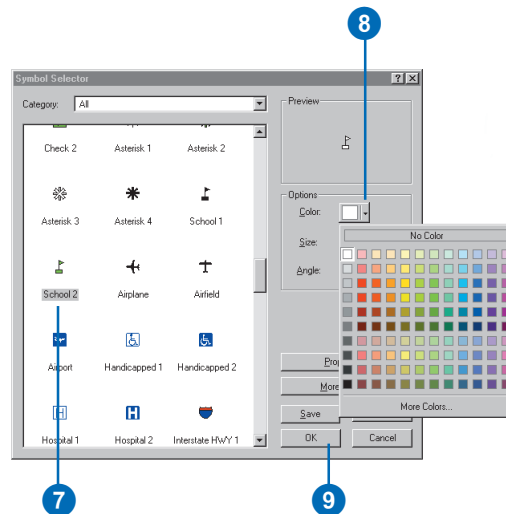 8
Symbol Selector
Category: All
Preview
Check 2 Asterisk 1 Asterisk 2
Options
Color:
Asterisk 3 Asterisk 4 School 1
No Color
Size:
Angle:
School 2 Airplane Airfield
Airport Handicapped 1 Handicapped 2
More
More Colors...
Save
Hospital 1 Hospital 2 Interstate HWY 1
OK Cancel
7 9